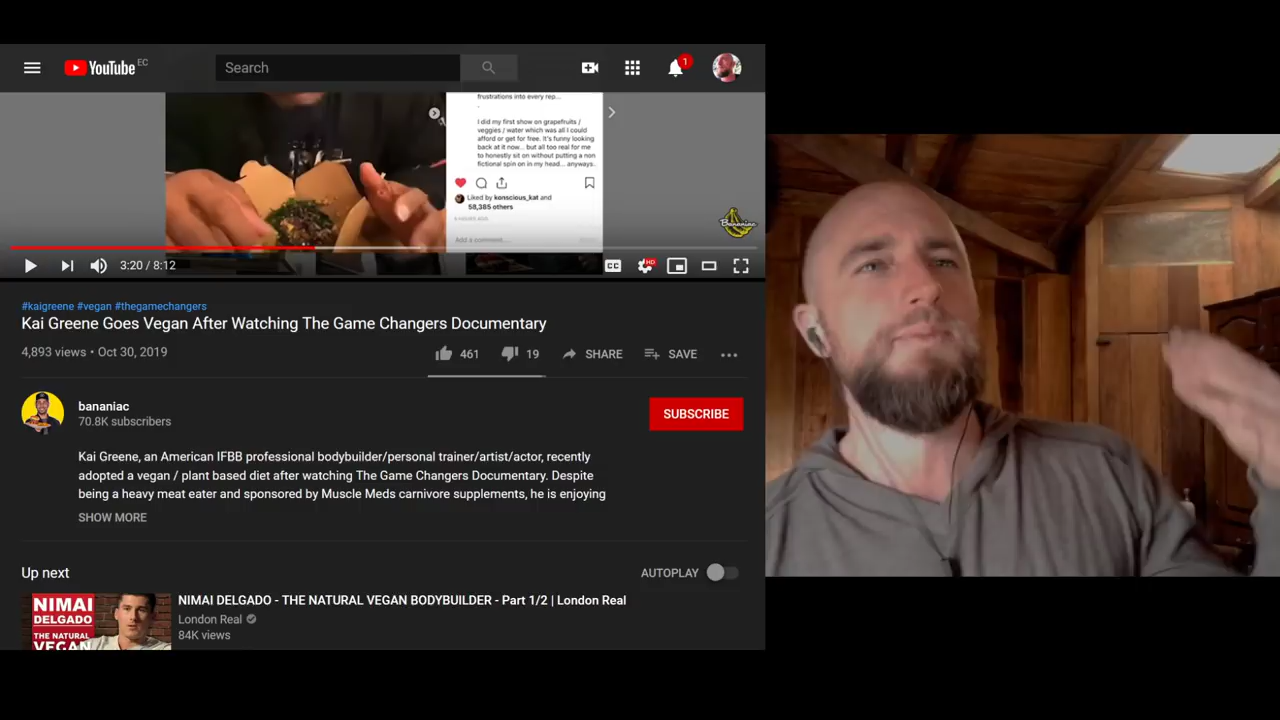 YouTube EC
Search
1
frustrations into every rep...
I did my first show on grapefruits /
veggies / water which was all I could
afford or get for free. It's funny looking
back at it now... but all too real for me
to honestly sit on without putting a non
fictional spin on in my head... anyways..
Liked by konscious_kat and
58,385 others
Add a comment...
Bananiac
3:20 / 8:12
CC
HD
#kaigreene #vegan #thegamechangers
Kai Greene Goes Vegan After Watching The Game Changers Documentary
4,893 views • Oct 30, 2019
461 19 SHARE SAVE
bananiac
70.8K subscribers
SUBSCRIBE
Kai Greene, an American IFBB professional bodybuilder/personal trainer/artist/actor, recently
adopted a vegan / plant based diet after watching The Game Changers Documentary. Despite
being a heavy meat eater and sponsored by Muscle Meds carnivore supplements, he is enjoying
SHOW MORE
Up next
AUTOPLAY
NIMAI
DELGADO
THE NATURAL
VEGAN
NIMAI DELGADO - THE NATURAL VEGAN BODYBUILDER - Part 1/2 | London Real
London Real
84K views